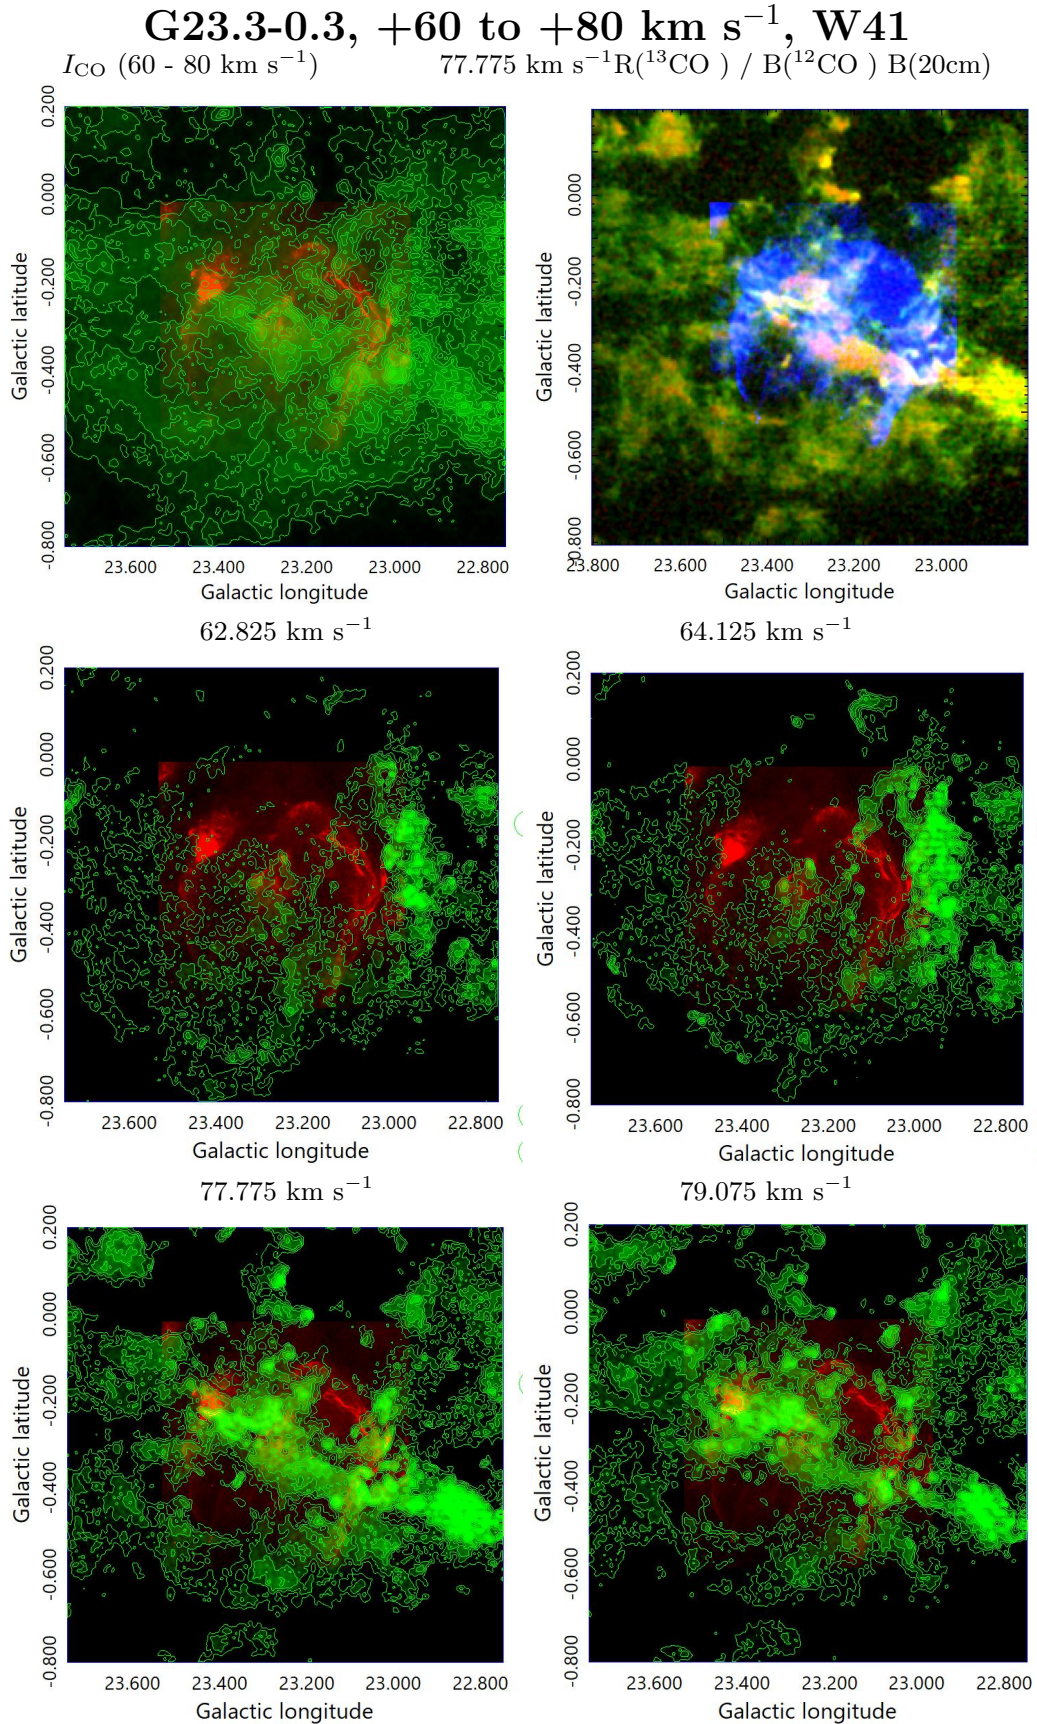 G23.3-0.3, +60 to +80 km s⁻¹, W41
I_CO (60 - 80 km s⁻¹)
77.775 km s⁻¹R(¹³CO ) / B(¹²CO ) B(20cm)
0.200
0.000
-0.200
-0.400
-0.600
-0.800
Galactic latitude
23.600 23.400 23.200 23.000 22.800
Galactic longitude
0.000
-0.200
-0.400
-0.600
-0.800
Galactic latitude
23.800 23.600 23.400 23.200 23.000
Galactic longitude
62.825 km s⁻¹
0.200
0.000
-0.200
-0.400
-0.600
-0.800
Galactic latitude
23.600 23.400 23.200 23.000 22.800
Galactic longitude
64.125 km s⁻¹
0.200
0.000
-0.200
-0.400
-0.600
-0.800
Galactic latitude
23.600 23.400 23.200 23.000 22.800
Galactic longitude
77.775 km s⁻¹
0.200
0.000
-0.200
-0.400
-0.600
-0.800
Galactic latitude
23.600 23.400 23.200 23.000 22.800
Galactic longitude
79.075 km s⁻¹
0.200
0.000
-0.200
-0.400
-0.600
-0.800
Galactic latitude
23.600 23.400 23.200 23.000 22.800
Galactic longitude